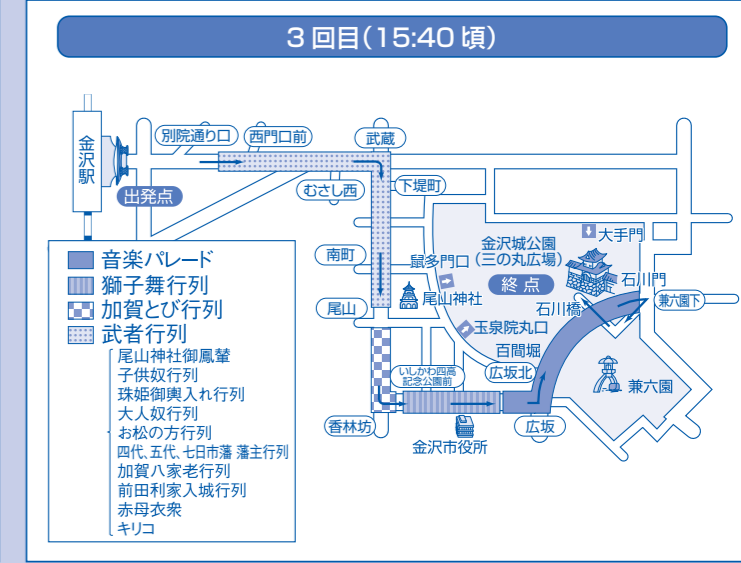 3回目(15:40頃)
別院通り口
西門口前
武蔵
金沢駅
出発点
むさし西
下堤町
音楽パレード
獅子舞行列
加賀とび行列
武者行列
尾山神社御鳳輦
子供奴行列
珠姫御輿入れ行列
大人奴行列
お松の方行列
四代、五代、七日市藩 藩主行列
加賀八家老行列
前田利家入城行列
赤母衣衆
キリコ
南町
尾山
香林坊
鼠多門口
尾山神社
金沢城公園
(三の丸広場)
終点
大手門
石川門
石川橋
兼六園下
玉泉院丸口
百間堀
いしかわ四高
記念公園前
広坂北
兼六園
広坂
金沢市役所